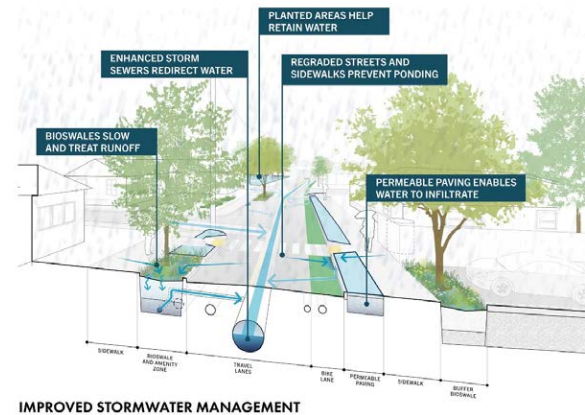 PLANTED AREAS HELP
RETAIN WATER
ENHANCED STORM
SEWERS REDIRECT WATER
REGRADED STREETS AND
SIDEWALKS PREVENT PONDING
BIOSWALES SLOW
AND TREAT RUNOFF
PERMEABLE PAVING ENABLES
WATER TO INFILTRATE
SIDEWALK
BIOSWALE
AND AMENITY
ZONE
TRAVEL
LANES
BIKE
LANE
PERMEABLE
PAVING
SIDEWALK
BUFFER
BIOSWALE
IMPROVED STORMWATER MANAGEMENT